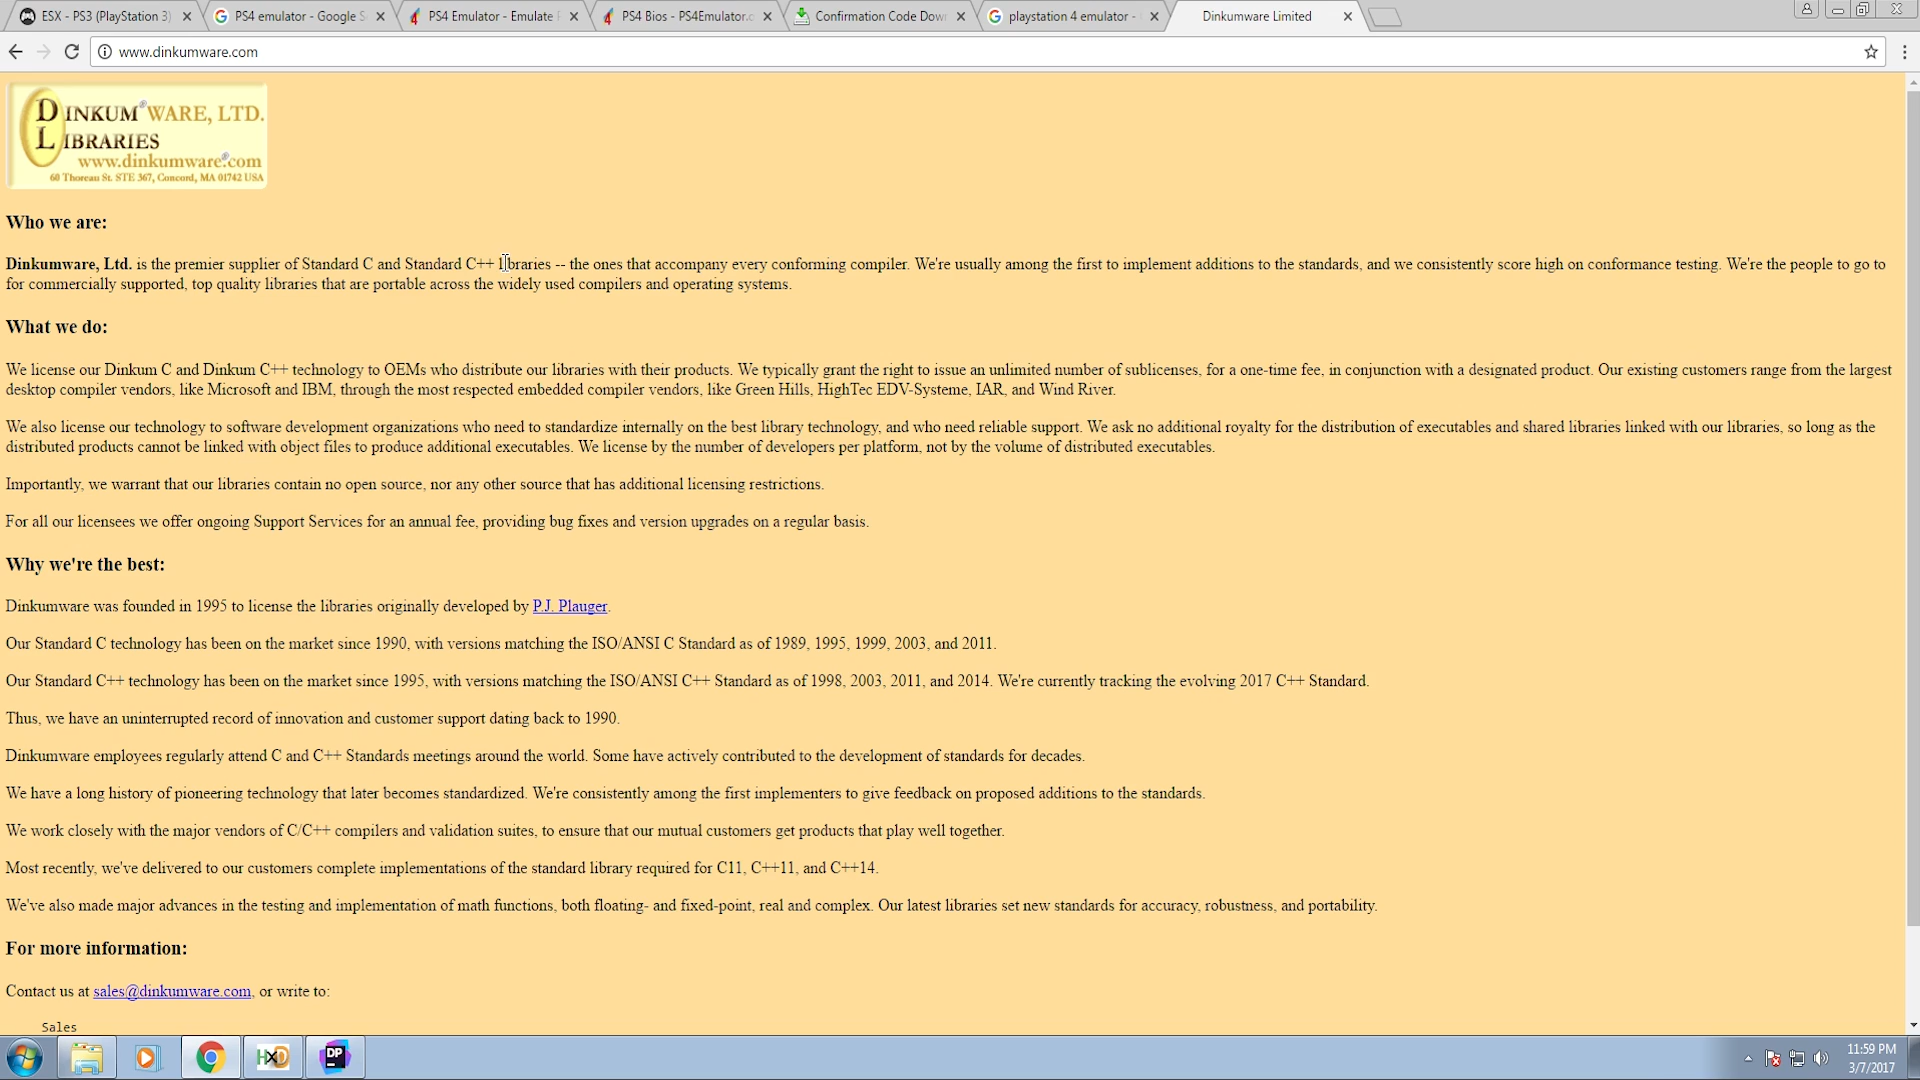 ESX - PS3 (PlayStation 3)
PS4 emulator - Google S
PS4 Emulator - Emulate
PS4 Bios - PS4Emulator.c
Confirmation Code Dow
playstation 4 emulator -
Dinkumware Limited
www.dinkumware.com
DINKUM®WARE, LTD.
LIBRARIES
www.dinkumware®.com
60 Thoreau St. STE 367, Concord, MA 01742 USA
Who we are:
Dinkumware, Ltd. is the premier supplier of Standard C and Standard C++ libraries -- the ones that accompany every conforming compiler. We're usually among the first to implement additions to the standards, and we consistently score high on conformance testing. We're the people to go to
for commercially supported, top quality libraries that are portable across the widely used compilers and operating systems.
What we do:
We license our Dinkum C and Dinkum C++ technology to OEMs who distribute our libraries with their products. We typically grant the right to issue an unlimited number of sublicenses, for a one-time fee, in conjunction with a designated product. Our existing customers range from the largest
desktop compiler vendors, like Microsoft and IBM, through the most respected embedded compiler vendors, like Green Hills, HighTec EDV-Systeme, IAR, and Wind River.
We also license our technology to software development organizations who need to standardize internally on the best library technology, and who need reliable support. We ask no additional royalty for the distribution of executables and shared libraries linked with our libraries, so long as the
distributed products cannot be linked with object files to produce additional executables. We license by the number of developers per platform, not by the volume of distributed executables.
Importantly, we warrant that our libraries contain no open source, nor any other source that has additional licensing restrictions.
For all our licensees we offer ongoing Support Services for an annual fee, providing bug fixes and version upgrades on a regular basis.
Why we're the best:
Dinkumware was founded in 1995 to license the libraries originally developed by P.J. Plauger.
Our Standard C technology has been on the market since 1990, with versions matching the ISO/ANSI C Standard as of 1989, 1995, 1999, 2003, and 2011.
Our Standard C++ technology has been on the market since 1995, with versions matching the ISO/ANSI C++ Standard as of 1998, 2003, 2011, and 2014. We're currently tracking the evolving 2017 C++ Standard.
Thus, we have an uninterrupted record of innovation and customer support dating back to 1990.
Dinkumware employees regularly attend C and C++ Standards meetings around the world. Some have actively contributed to the development of standards for decades.
We have a long history of pioneering technology that later becomes standardized. We're consistently among the first implementers to give feedback on proposed additions to the standards.
We work closely with the major vendors of C/C++ compilers and validation suites, to ensure that our mutual customers get products that play well together.
Most recently, we've delivered to our customers complete implementations of the standard library required for C11, C++11, and C++14.
We've also made major advances in the testing and implementation of math functions, both floating- and fixed-point, real and complex. Our latest libraries set new standards for accuracy, robustness, and portability.
For more information:
Contact us at sales@dinkumware.com, or write to:
Sales
HXD
DP
11:59 PM
3/7/2017